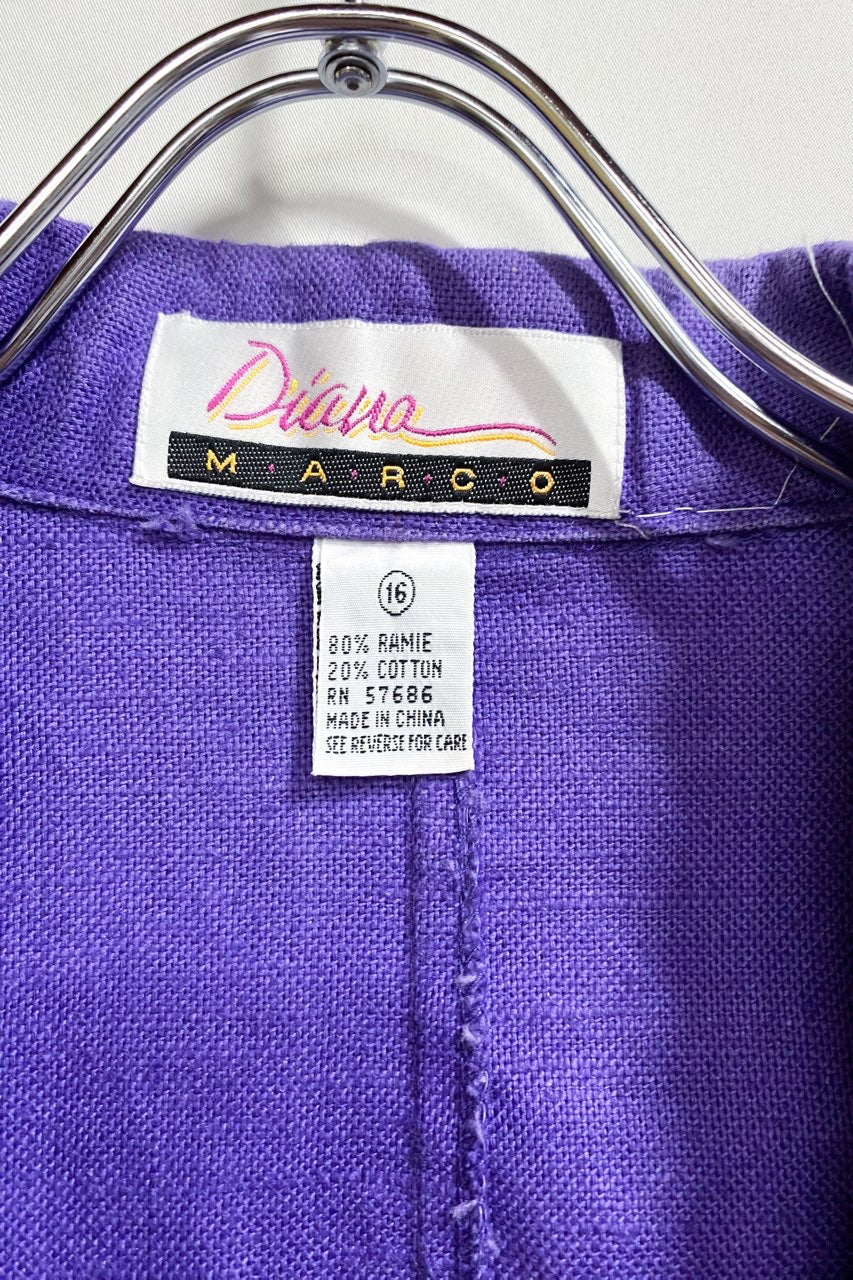 Diana
M·A·R·C·O
16
80% RAMIE
20% COTTON
RN 57686
MADE IN CHINA
SEE REVERSE FOR CARE